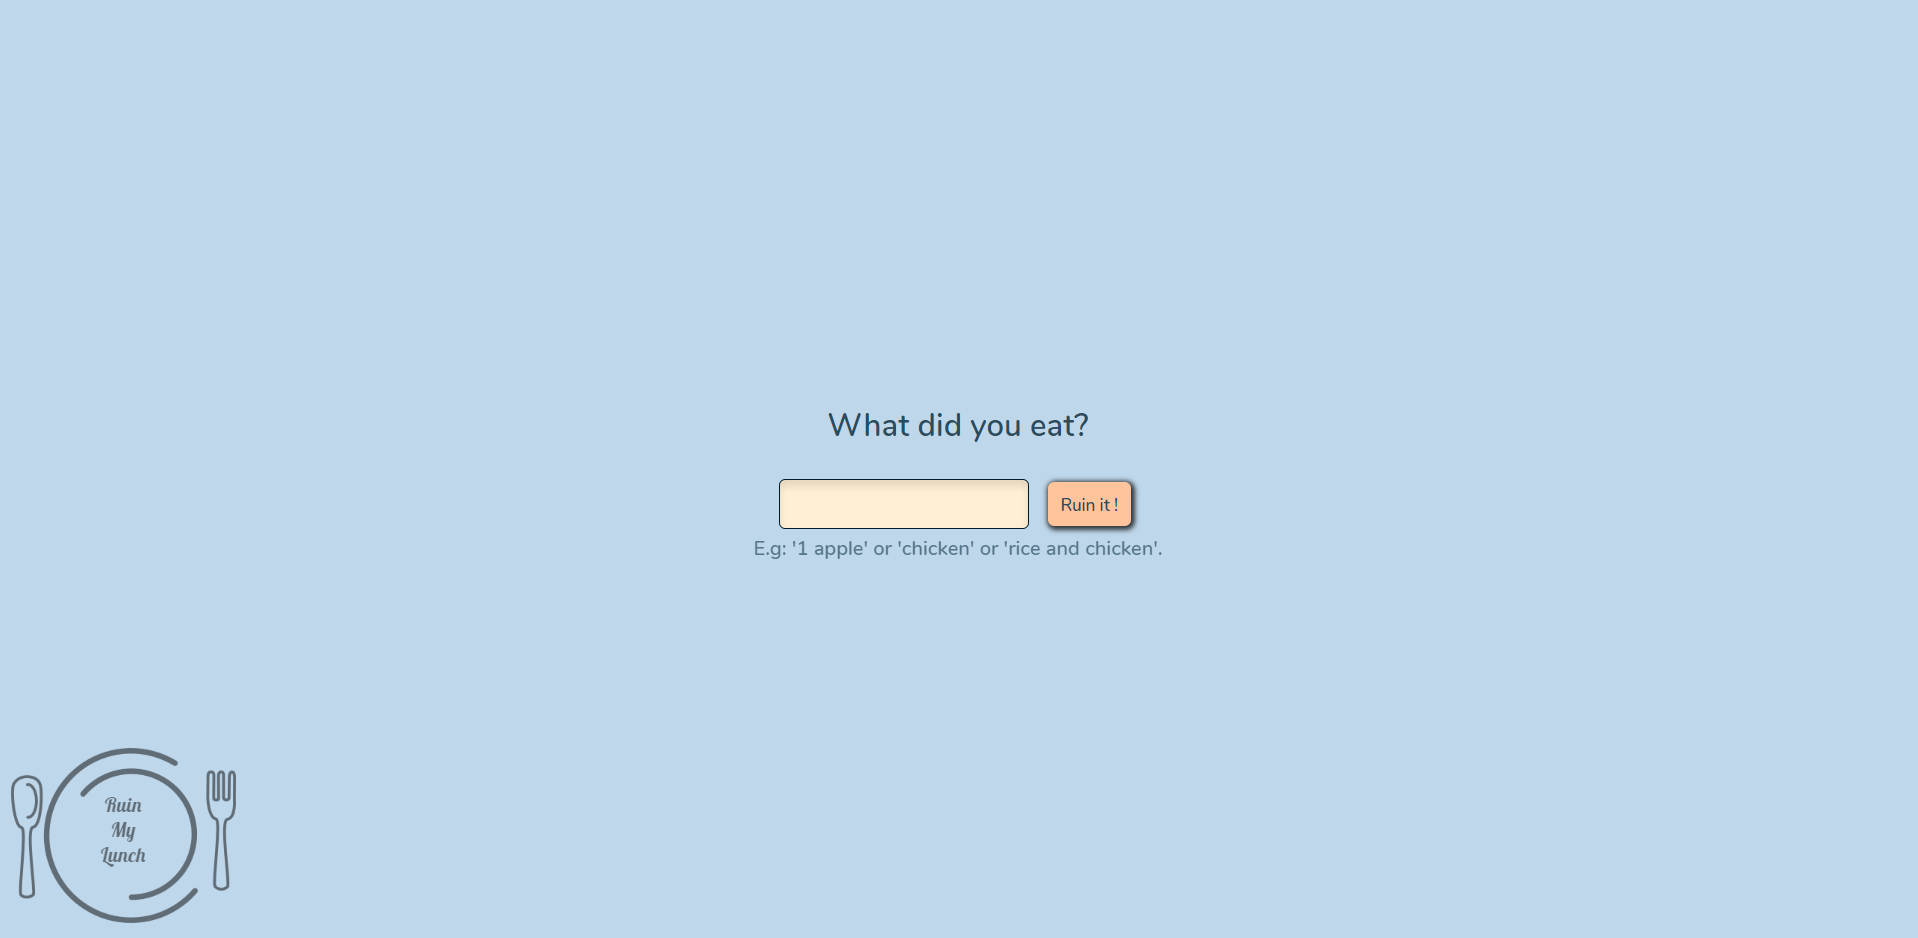 What did you eat?
Ruin it !
E.g: '1 apple' or 'chicken' or 'rice and chicken'.
Ruin
My
Lunch